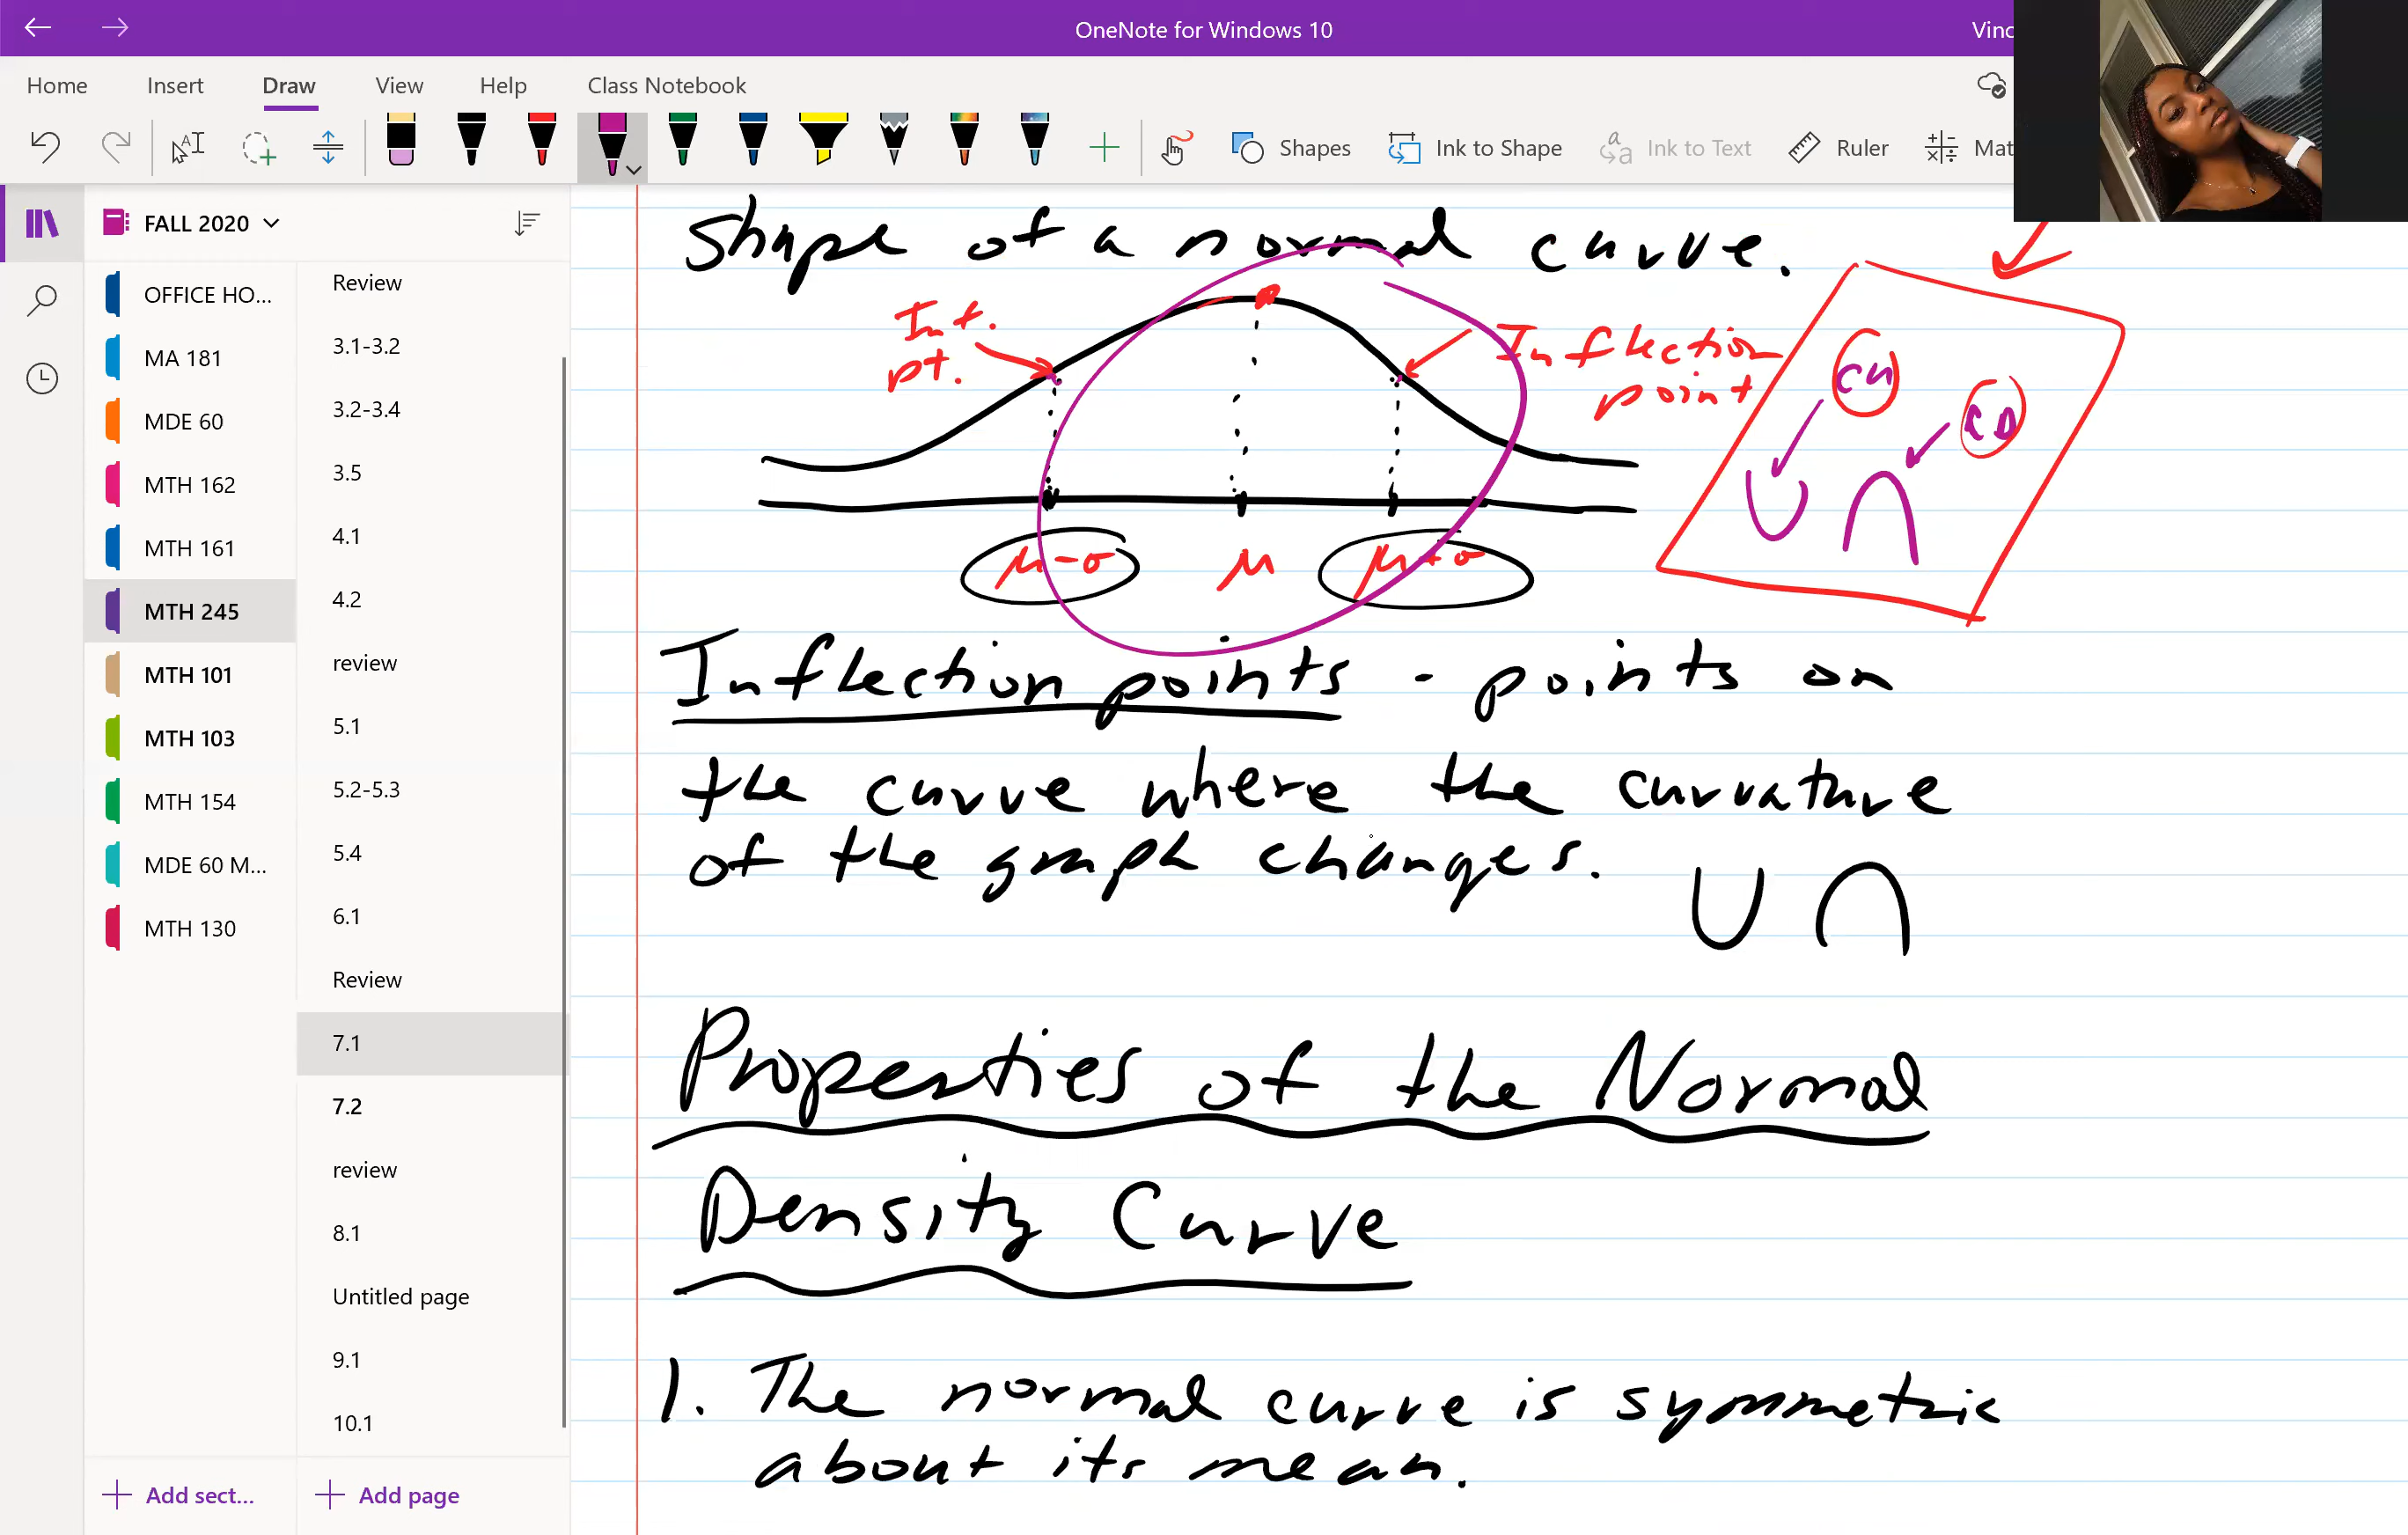 OneNote for Windows 10
Vinc
Home Insert Draw View Help Class Notebook
Shapes Ink to Shape Ink to Text Ruler Mat
FALL 2020
OFFICE HO...
MA 181
MDE 60
MTH 162
MTH 161
MTH 245
MTH 101
MTH 103
MTH 154
MDE 60 M...
MTH 130
Add sect...
Review
3.1-3.2
3.2-3.4
3.5
4.1
4.2
review
5.1
5.2-5.3
5.4
6.1
Review
7.1
7.2
review
8.1
Untitled page
9.1
10.1
Add page
shape of a normal curve.
Inf.
pt.
Inflection
point
CU
CD
μ-σ μ μ+σ
Inflection points - points on
the curve where the curvature
of the graph changes.
Properties of the Normal
Density Curve
1. The normal curve is symmetric
about its mean.